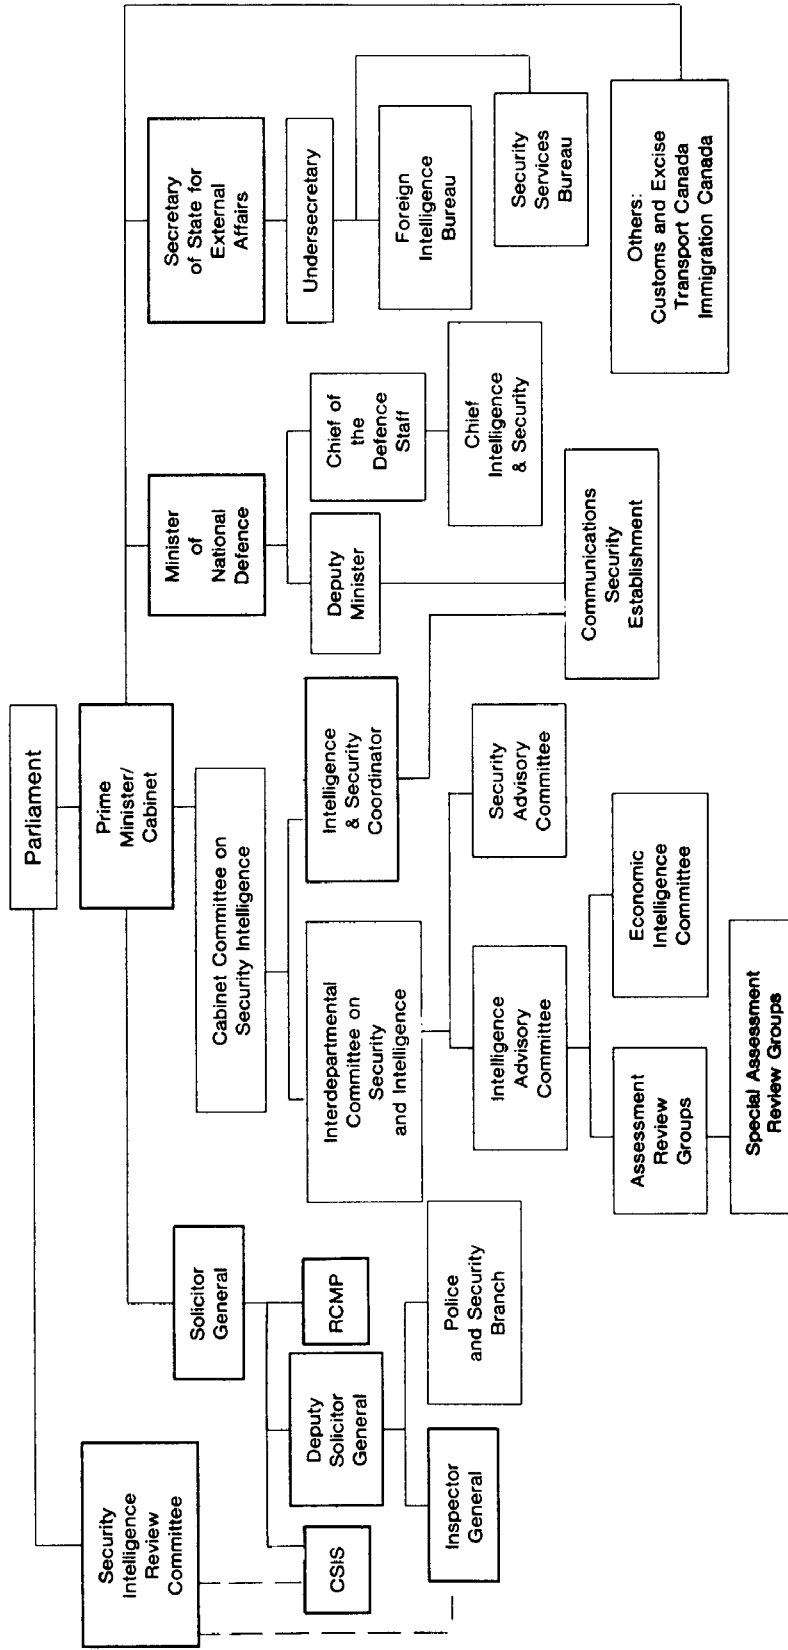 Parliament
Prime
Minister/
Cabinet
Security
Intelligence
Review
Committee
Solicitor
General
CSIS
Deputy
Solicitor
General
RCMP
Inspector
General
Police
and Security
Branch
Cabinet Committee on
Security Intelligence
Interdepartmental
Committee on
Security
and Intelligence
Intelligence
& Security
Coordinator
Intelligence
Advisory
Committee
Security
Advisory
Committee
Assessment
Review
Groups
Economic
Intelligence
Committee
Special Assessment
Review Groups
Minister
of
National
Defence
Deputy
Minister
Chief of
the
Defence
Staff
Chief
Intelligence
& Security
Communications
Security
Establishment
Secretary
of State for
External
Affairs
Undersecretary
Foreign
Intelligence
Bureau
Security
Services
Bureau
Others:
Customs and Excise
Transport Canada
Immigration Canada